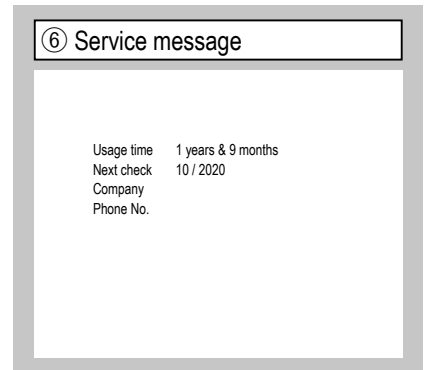 ⑥ Service message
Usage time 1 years & 9 months
Next check 10 / 2020
Company
Phone No.